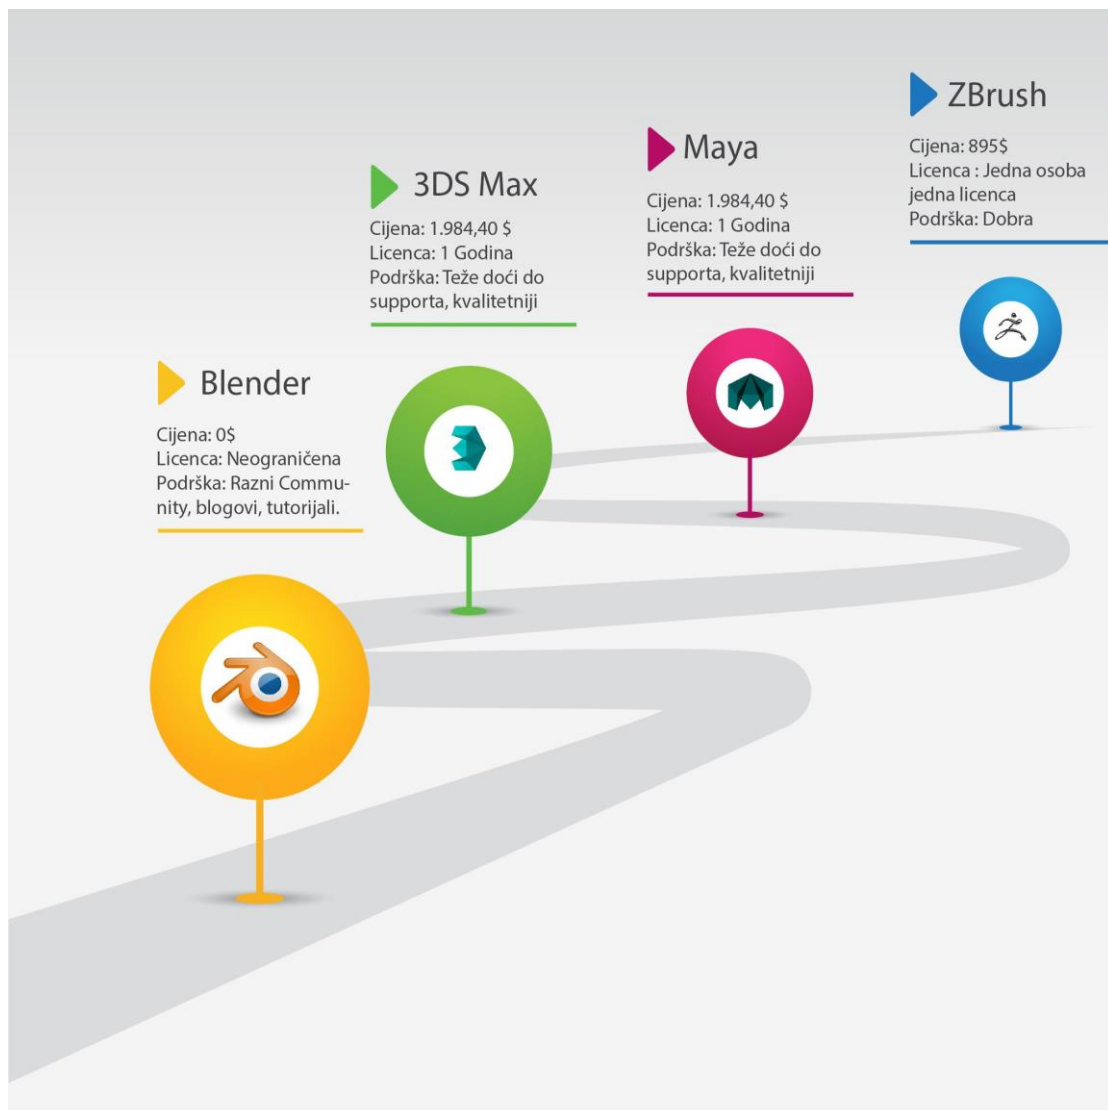 Blender
Cijena: 0$
Licenca: Neograničena
Podrška: Razni Commu-
nity, blogovi, tutorijali.
3DS Max
Cijena: 1.984,40 $
Licenca: 1 Godina
Podrška: Teže doći do
supporta, kvalitetniji
Maya
Cijena: 1.984,40 $
Licenca: 1 Godina
Podrška: Teže doći do
supporta, kvalitetniji
ZBrush
Cijena: 895$
Licenca : Jedna osoba
jedna licenca
Podrška: Dobra